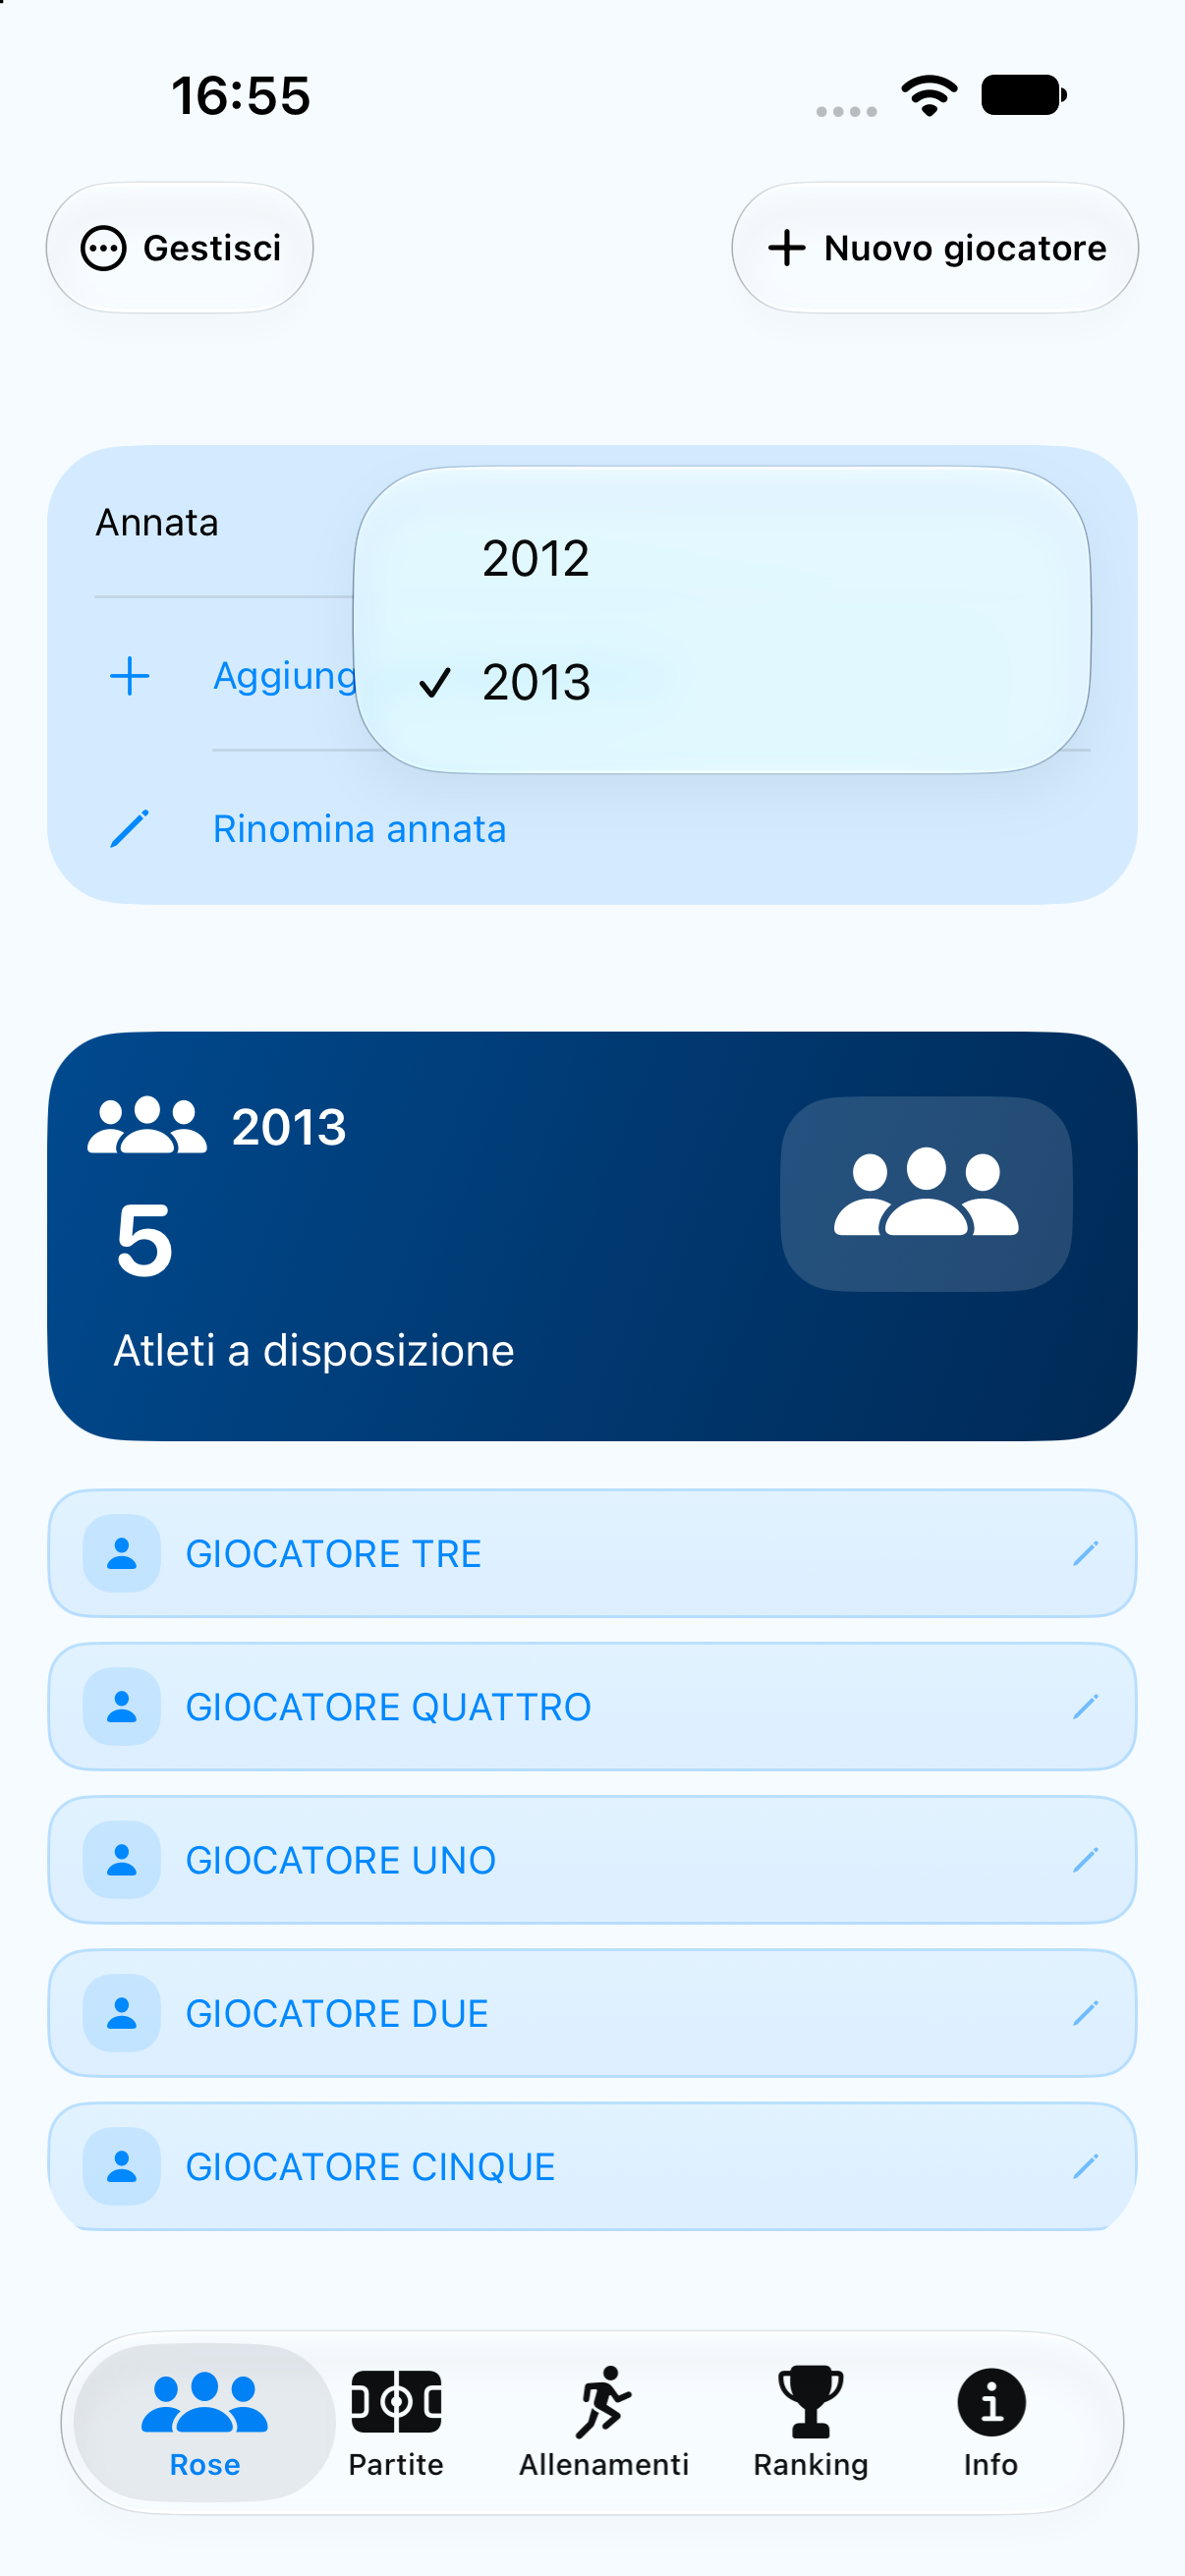 16:55
Gestisci
Nuovo giocatore
Annata
2012
2013
Aggiung
Rinomina annata
2013
5
Atleti a disposizione
GIOCATORE TRE
GIOCATORE QUATTRO
GIOCATORE UNO
GIOCATORE DUE
GIOCATORE CINQUE
Rose
Partite
Allenamenti
Ranking
Info